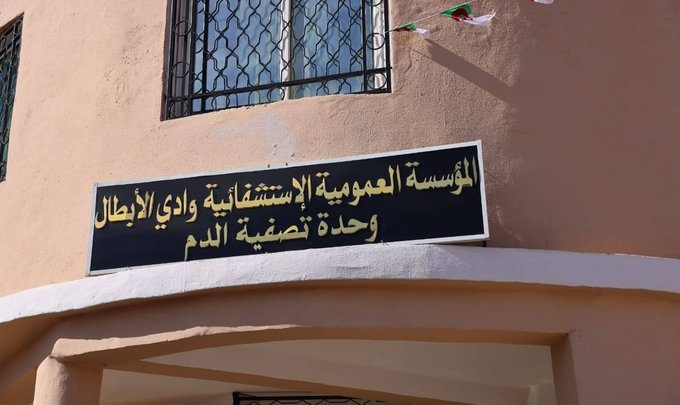 المؤسسة العمومية الإستشفائية وادي الأبطال
وحدة تصفية الدم